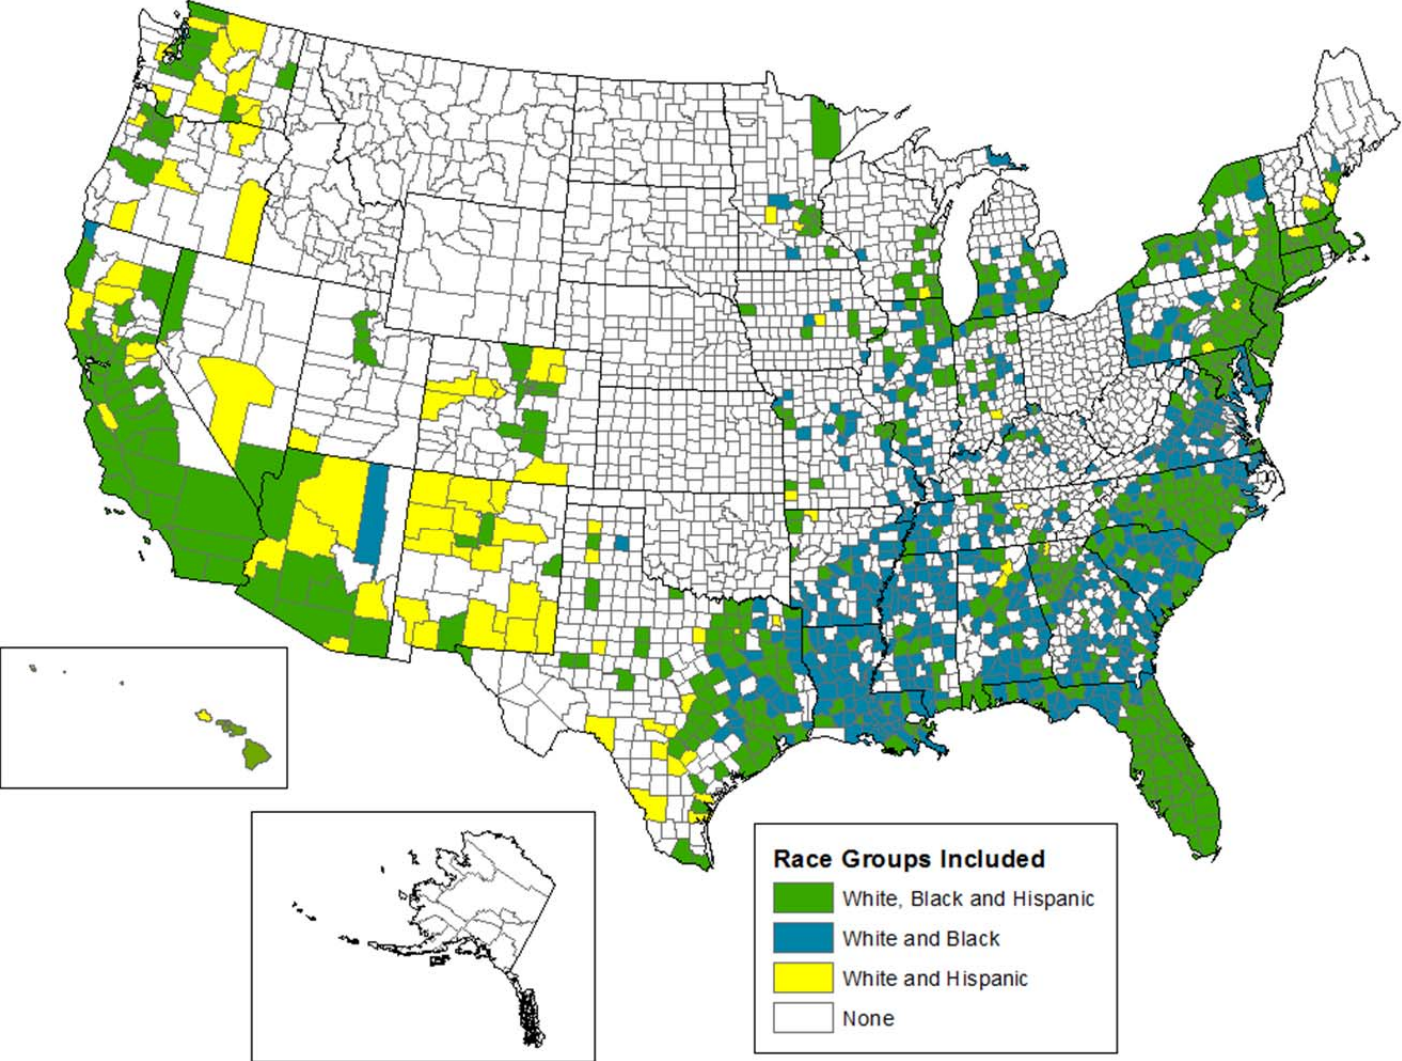 Race Groups Included
White, Black and Hispanic
White and Black
White and Hispanic
None